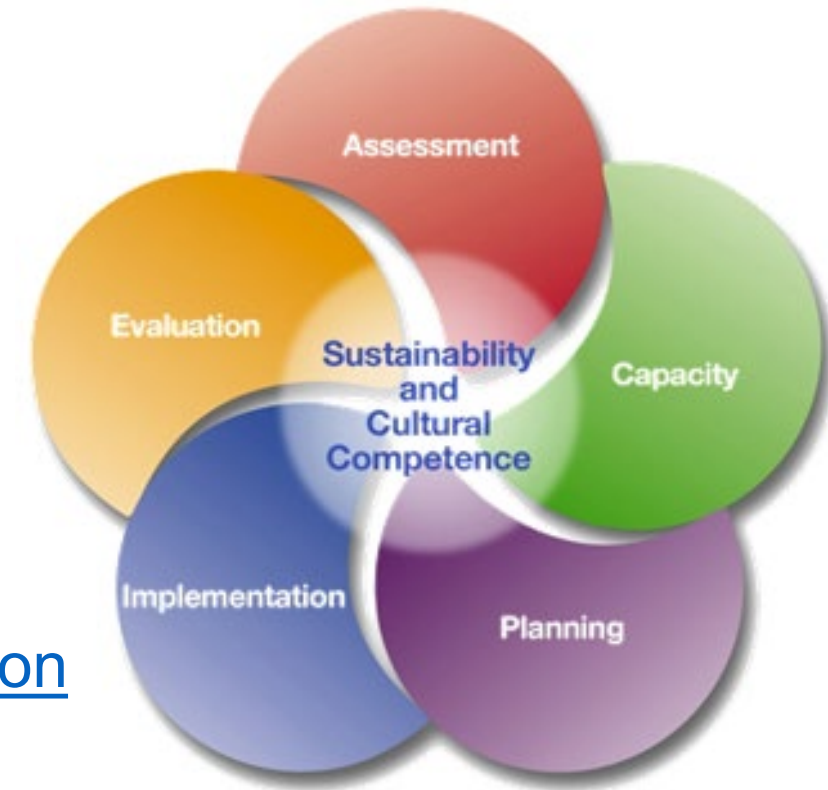 Assessment
Evaluation
Sustainability
and
Cultural
Competence
Capacity
Implementation
Planning
on